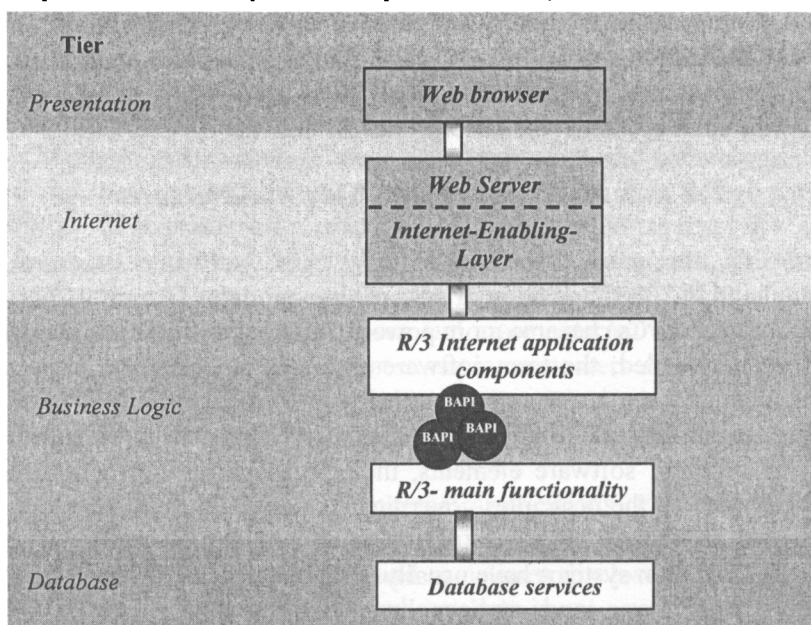 Tier
Presentation
Web browser
Internet
Web Server
Internet-Enabling-
Layer
Business Logic
R/3 Internet application
components
BAPI
BAPI
BAPI
R/3- main functionality
Database
Database services